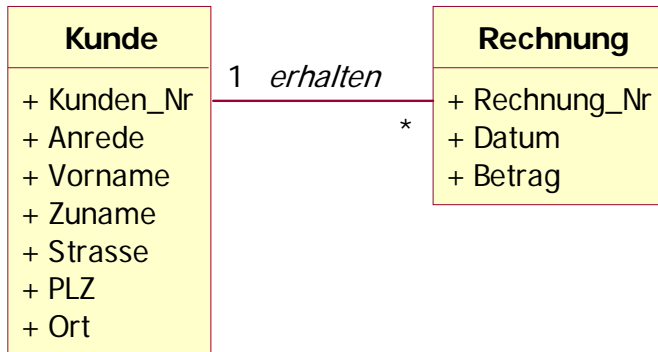 Kunde
+ Kunden_Nr
+ Anrede
+ Vorname
+ Zuname
+ Strasse
+ PLZ
+ Ort
1 erhalten
*
Rechnung
+ Rechnung_Nr
+ Datum
+ Betrag